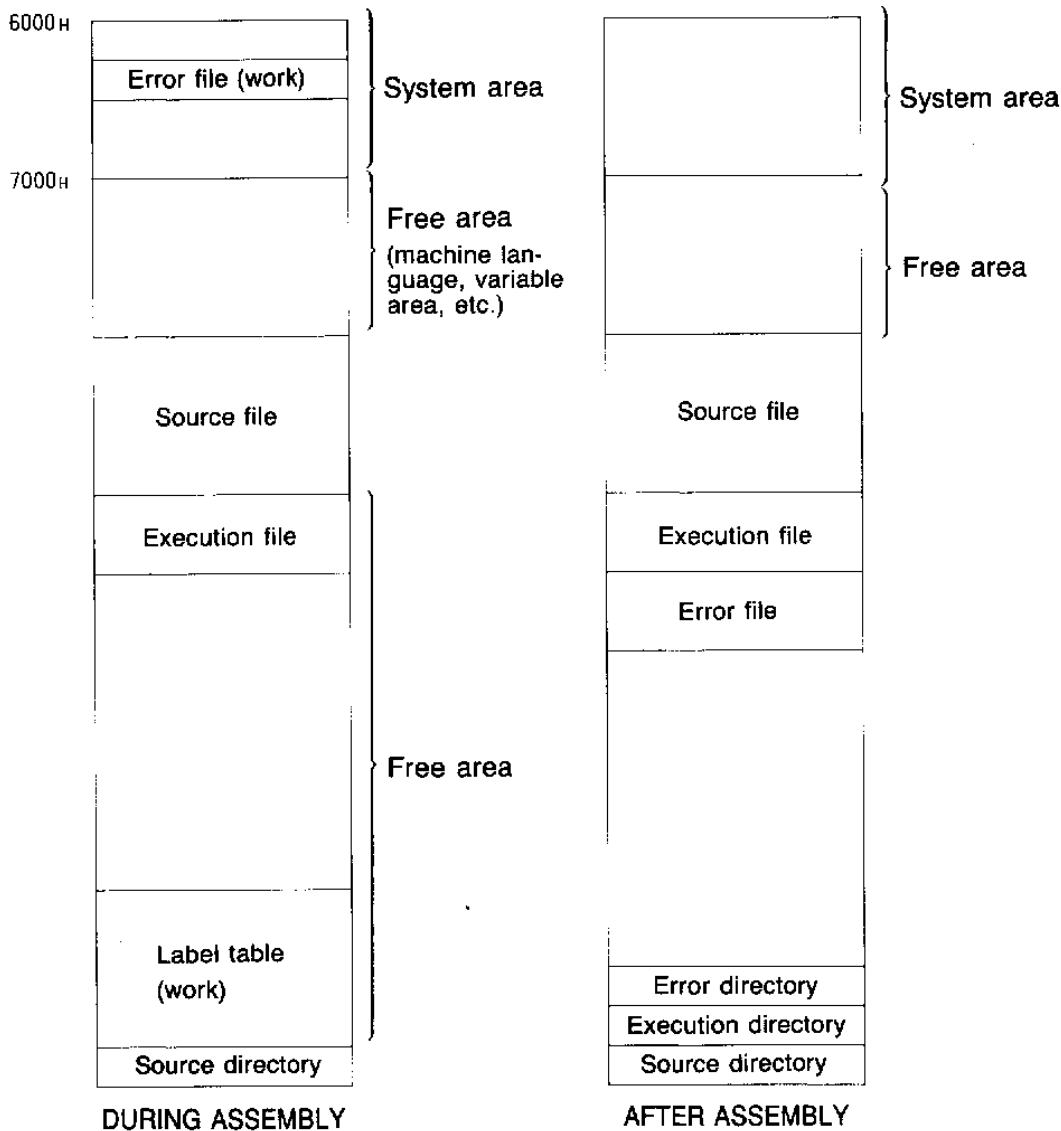 6000H
Error file (work)
System area
7000H
Free area
(machine lan-
guage, variable
area, etc.)
Source file
Execution file
Free area
Label table
(work)
Source directory
DURING ASSEMBLY
System area
Free area
Source file
Execution file
Error file
Error directory
Execution directory
Source directory
AFTER ASSEMBLY